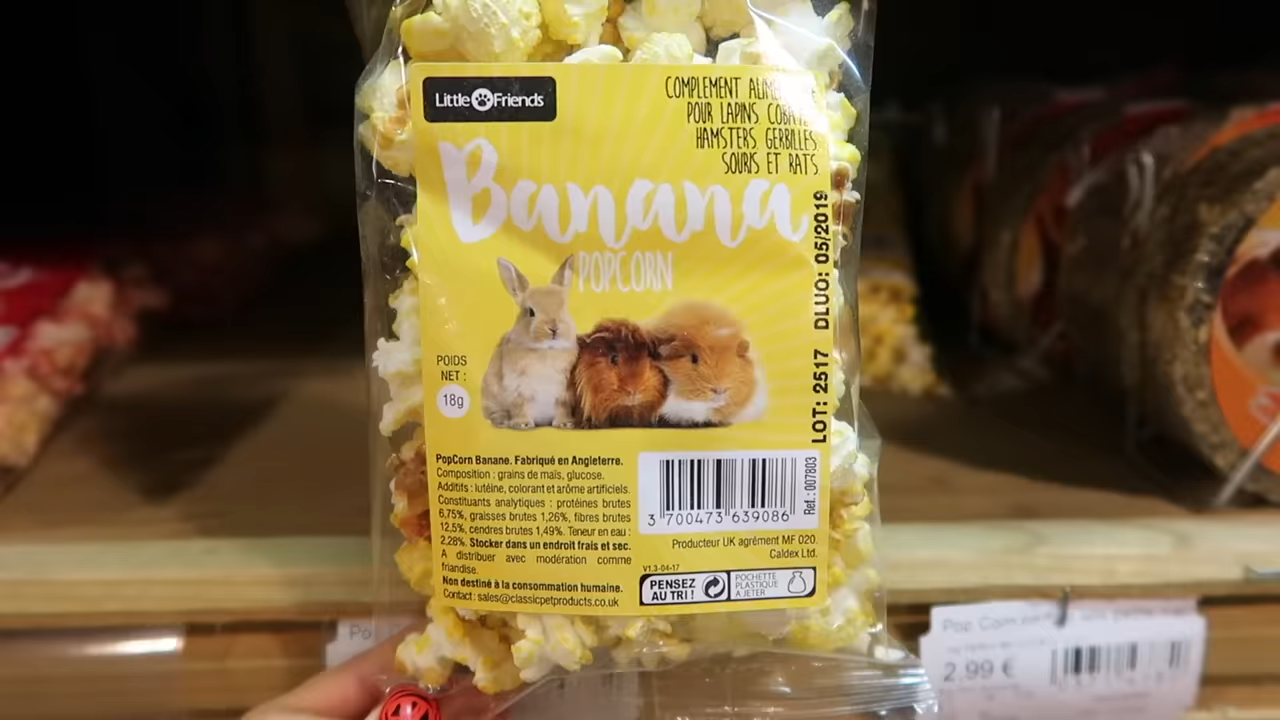 Little Friends
COMPLEMENT
POUR LAPINS
HAMSTERS GERBILLES
SOURIS ET RATS
Banana
POPCORN
LOT: 2517 DLUO: 05/2019
POIDS
NET :
18g
PopCorn Banane. Fabriqué en Angleterre.
Composition : grains de maïs, glucose.
Additifs : lutéine, colorant et arôme artificiels.
Constituants analytiques : protéines brutes
6,75%, graisses brutes 1,26%, fibres brutes
12,5%, cendres brutes 1,49%. Teneur en eau :
2,28%. Stocker dans un endroit frais et sec.
A distribuer avec modération comme
friandise.
Non destiné à la consommation humaine.
Contact : sales@classicpetproducts.co.uk
3 700473 639086
Ref.: 007803
Producteur UK agrément MF 020.
Caldex Ltd.
V1.3-04-17
PENSEZ
AU TRI !
POCHETTE
PLASTIQUE
A JETER
Pop Corn
2.99 €